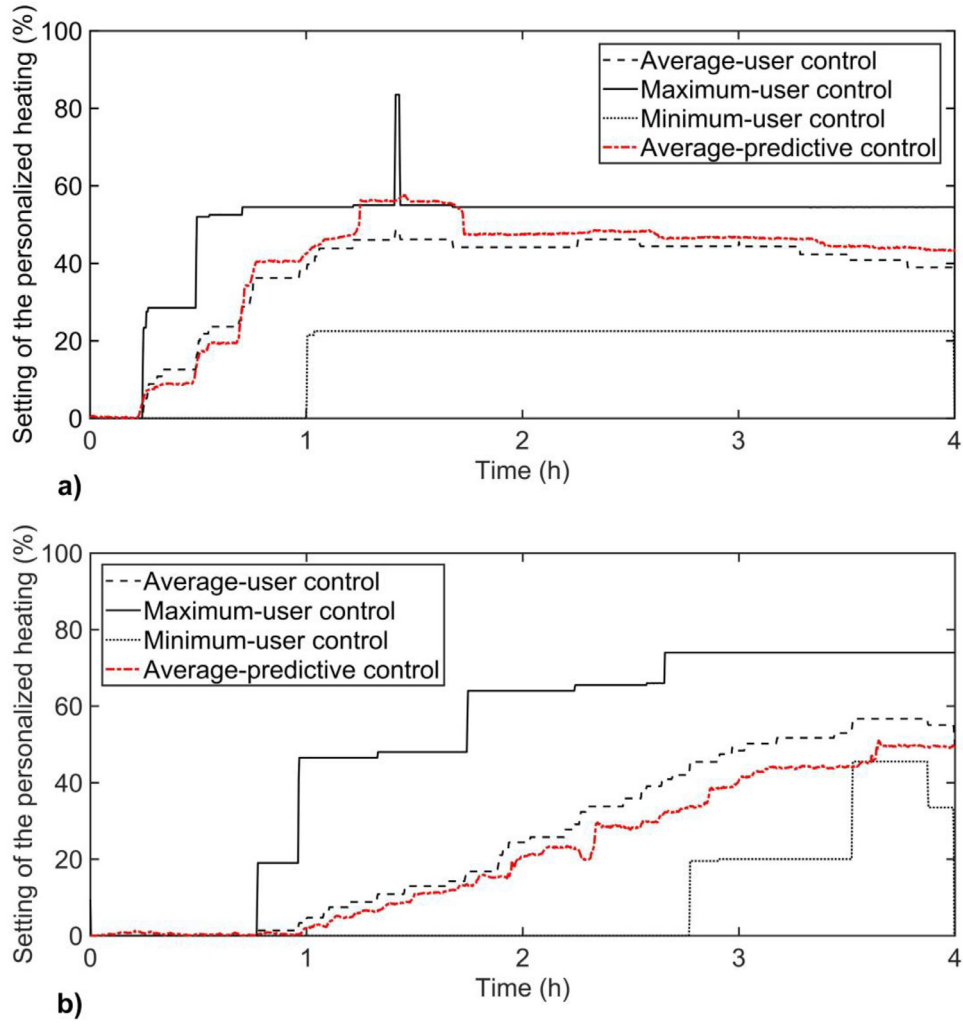 Setting of the personalized heating (%)
100
80
60
40
20
0
Average-user control
Maximum-user control
Minimum-user control
Average-predictive control
0 1 2 3 4
Time (h)
a)
Setting of the personalized heating (%)
100
80
60
40
20
0
Average-user control
Maximum-user control
Minimum-user control
Average-predictive control
0 1 2 3 4
Time (h)
b)